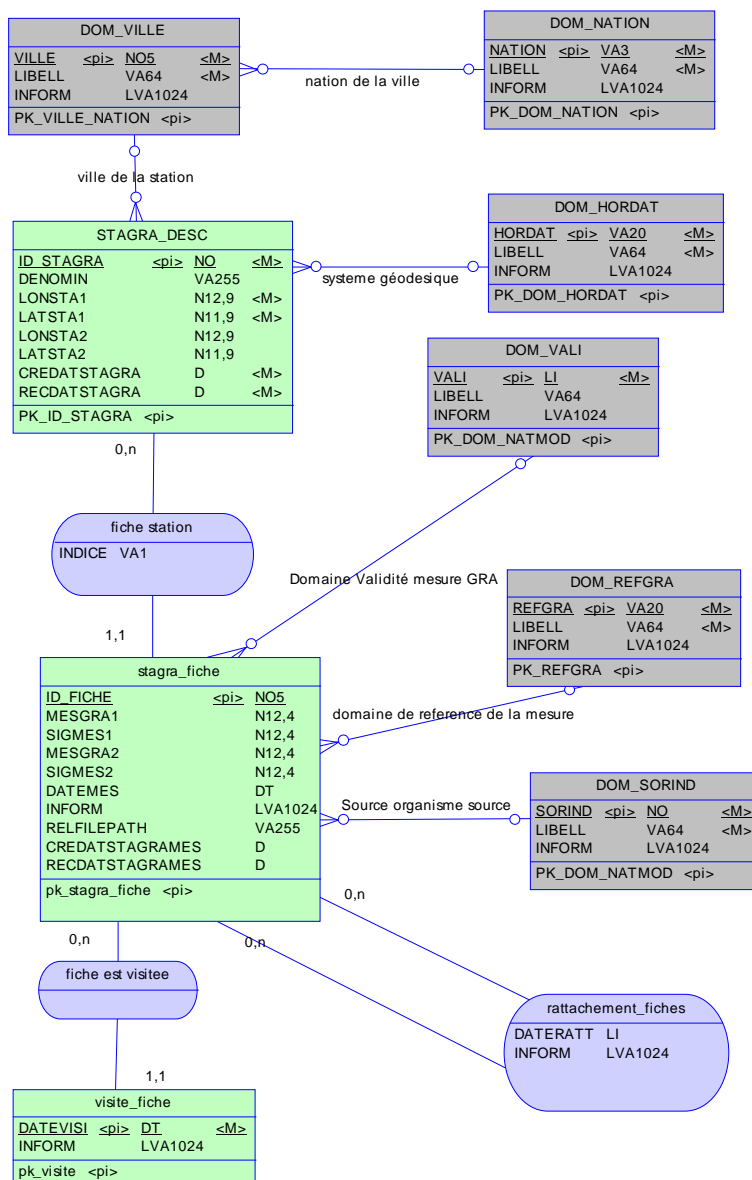 DOM_VILLE
VILLE <pi> NO5 <M>
LIBELL VA64 <M>
INFORM LVA1024
PK_VILLE_NATION <pi>
nation de la ville
DOM_NATION
NATION <pi> VA3 <M>
LIBELL VA64 <M>
INFORM LVA1024
PK_DOM_NATION <pi>
ville de la station
STAGRA_DESC
ID_STAGRA <pi> NO <M>
DENOMIN VA255
LONSTA1 N12,9 <M>
LATSTA1 N11,9 <M>
LONSTA2 N12,9
LATSTA2 N11,9
CREDATSTAGRA D <M>
RECDATSTAGRA D <M>
PK_ID_STAGRA <pi>
systeme géodesique
DOM_HORDAT
HORDAT <pi> VA20 <M>
LIBELL VA64 <M>
INFORM LVA1024
PK_DOM_HORDAT <pi>
DOM_VALI
VALI <pi> LI <M>
LIBELL VA64
INFORM LVA1024
PK_DOM_NATMOD <pi>
0,n
fiche station
INDICE VA1
1,1
Domaine Validité mesure GRA
DOM_REFGRA
REFGRA <pi> VA20 <M>
LIBELL VA64 <M>
INFORM LVA1024
PK_REFGRA <pi>
stagra_fiche
ID_FICHE <pi> NO5
MESGRA1 N12,4
SIGMES1 N12,4
MESGRA2 N12,4
SIGMES2 N12,4
DATEMES DT
INFORM LVA1024
RELFILEPATH VA255
CREDATSTAGRAMES D
RECDATSTAGRAMES D
pk_stagra_fiche <pi>
domaine de reference de la mesure
Source organisme source
DOM_SORIND
SORIND <pi> NO <M>
LIBELL VA64 <M>
INFORM LVA1024
PK_DOM_NATMOD <pi>
0,n
0,n
0,n
fiche est visitee
rattachement_fiches
DATERATT LI
INFORM LVA1024
1,1
visite_fiche
DATEVISI <pi> DT <M>
INFORM LVA1024
pk_visite <pi>